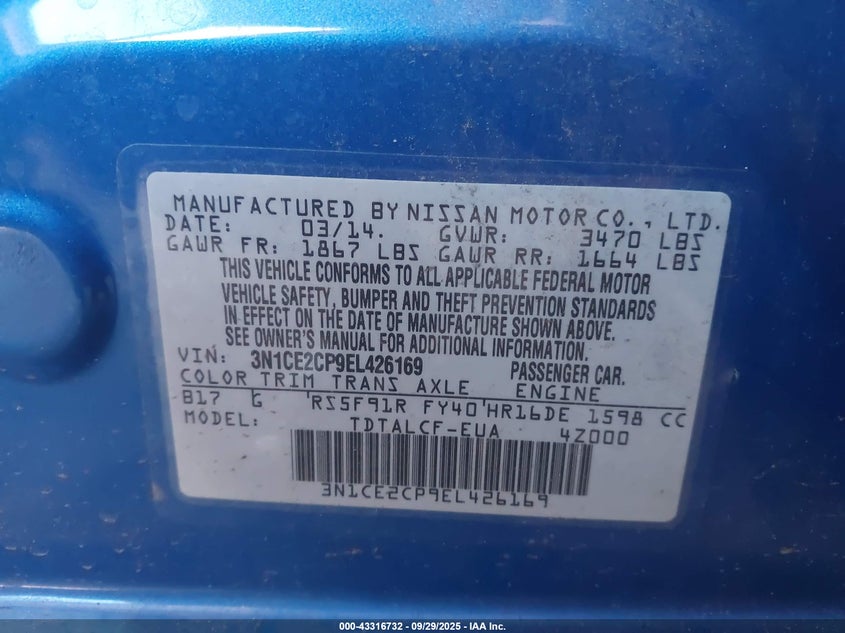 MANUFACTURED BY NISSAN MOTOR CO., LTD.
DATE: 03/14. GVWR: 3470 LBS
GAWR FR: 1867 LBS GAWR RR: 1664 LBS
THIS VEHICLE CONFORMS TO ALL APPLICABLE FEDERAL MOTOR
VEHICLE SAFETY, BUMPER AND THEFT PREVENTION STANDARDS
IN EFFECT ON THE DATE OF MANUFACTURE SHOWN ABOVE.
SEE OWNER'S MANUAL FOR ADDITIONAL INFORMATION.
VIN: 3N1CE2CP9EL426169 PASSENGER CAR.
COLOR TRIM TRANS AXLE ENGINE
B17 G RS5F91R FY40 HR16DE 1598 CC
MODEL: TDTALCF-EUA 4Z000
3N1CE2CP9EL426169
000-43316732 - 09/29/2025 - IAA Inc.